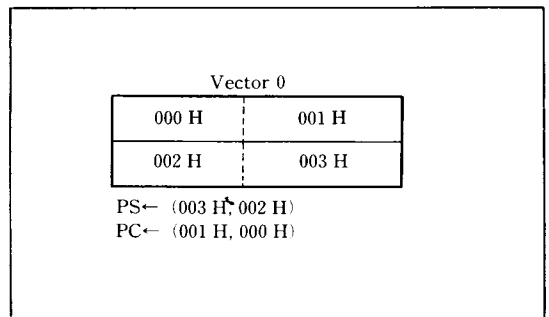 Vector 0
000 H 001 H
002 H 003 H
PS← (003 H, 002 H)
PC← (001 H, 000 H)